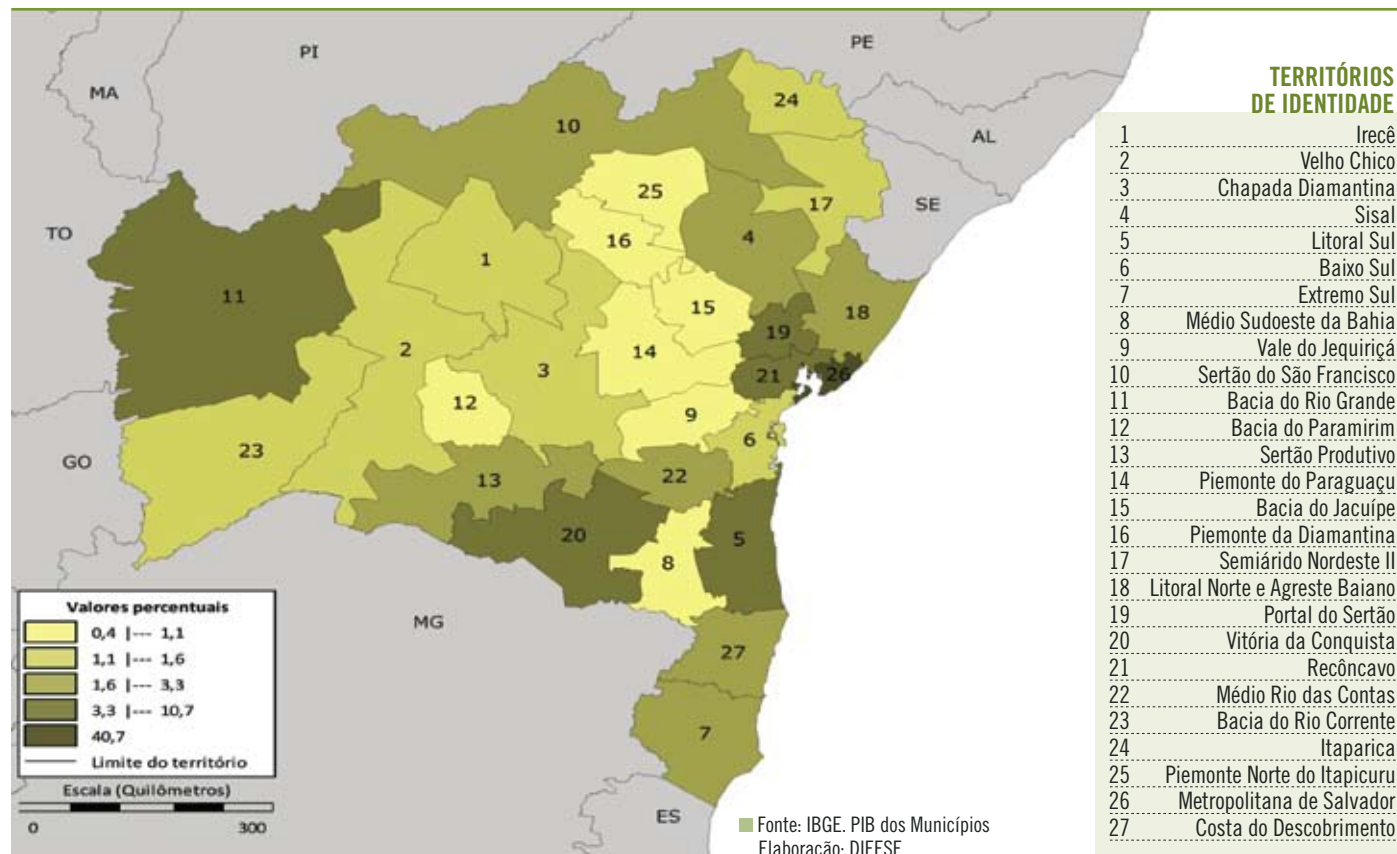 PI
PE
MA
24
10
AL
25
SE
17
TO
16
4
1
11
15
18
19
2
14
3
21
26
12
9
6
23
GO
22
13
20
5
8
MG
27
7
ES
Valores percentuais
0,4 |--- 1,1
1,1 |--- 1,6
1,6 |--- 3,3
3,3 |--- 10,7
40,7
Limite do território
Escala (Quilômetros)
0 300
Fonte: IBGE. PIB dos Municípios
Elaboração: DIEESE
TERRITÓRIOS
DE IDENTIDADE
1 Irecê
2 Velho Chico
3 Chapada Diamantina
4 Sisal
5 Litoral Sul
6 Baixo Sul
7 Extremo Sul
8 Médio Sudoeste da Bahia
9 Vale do Jequiriçá
10 Sertão do São Francisco
11 Bacia do Rio Grande
12 Bacia do Paramirim
13 Sertão Produtivo
14 Piemonte do Paraguaçu
15 Bacia do Jacuípe
16 Piemonte da Diamantina
17 Semiárido Nordeste II
18 Litoral Norte e Agreste Baiano
19 Portal do Sertão
20 Vitória da Conquista
21 Recôncavo
22 Médio Rio das Contas
23 Bacia do Rio Corrente
24 Itaparica
25 Piemonte Norte do Itapicuru
26 Metropolitana de Salvador
27 Costa do Descobrimento